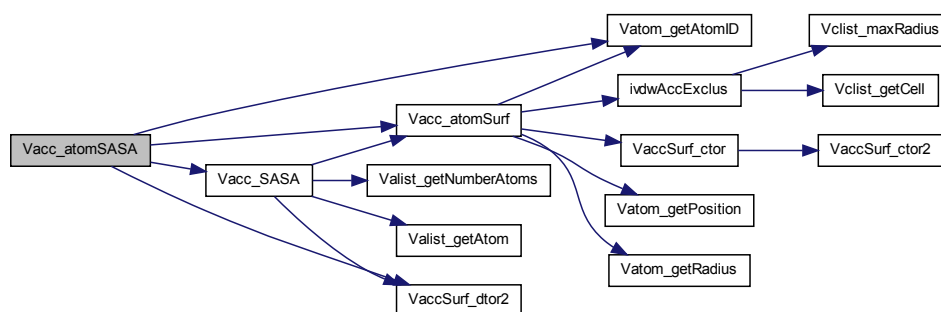 Vacc_atomSASA
Vacc_SASA
Vacc_atomSurf
Valist_getNumberAtoms
Valist_getAtom
VaccSurf_dtor2
Vatom_getAtomID
ivdwAccExclus
VaccSurf_ctor
Vatom_getPosition
Vatom_getRadius
Vclist_maxRadius
Vclist_getCell
VaccSurf_ctor2